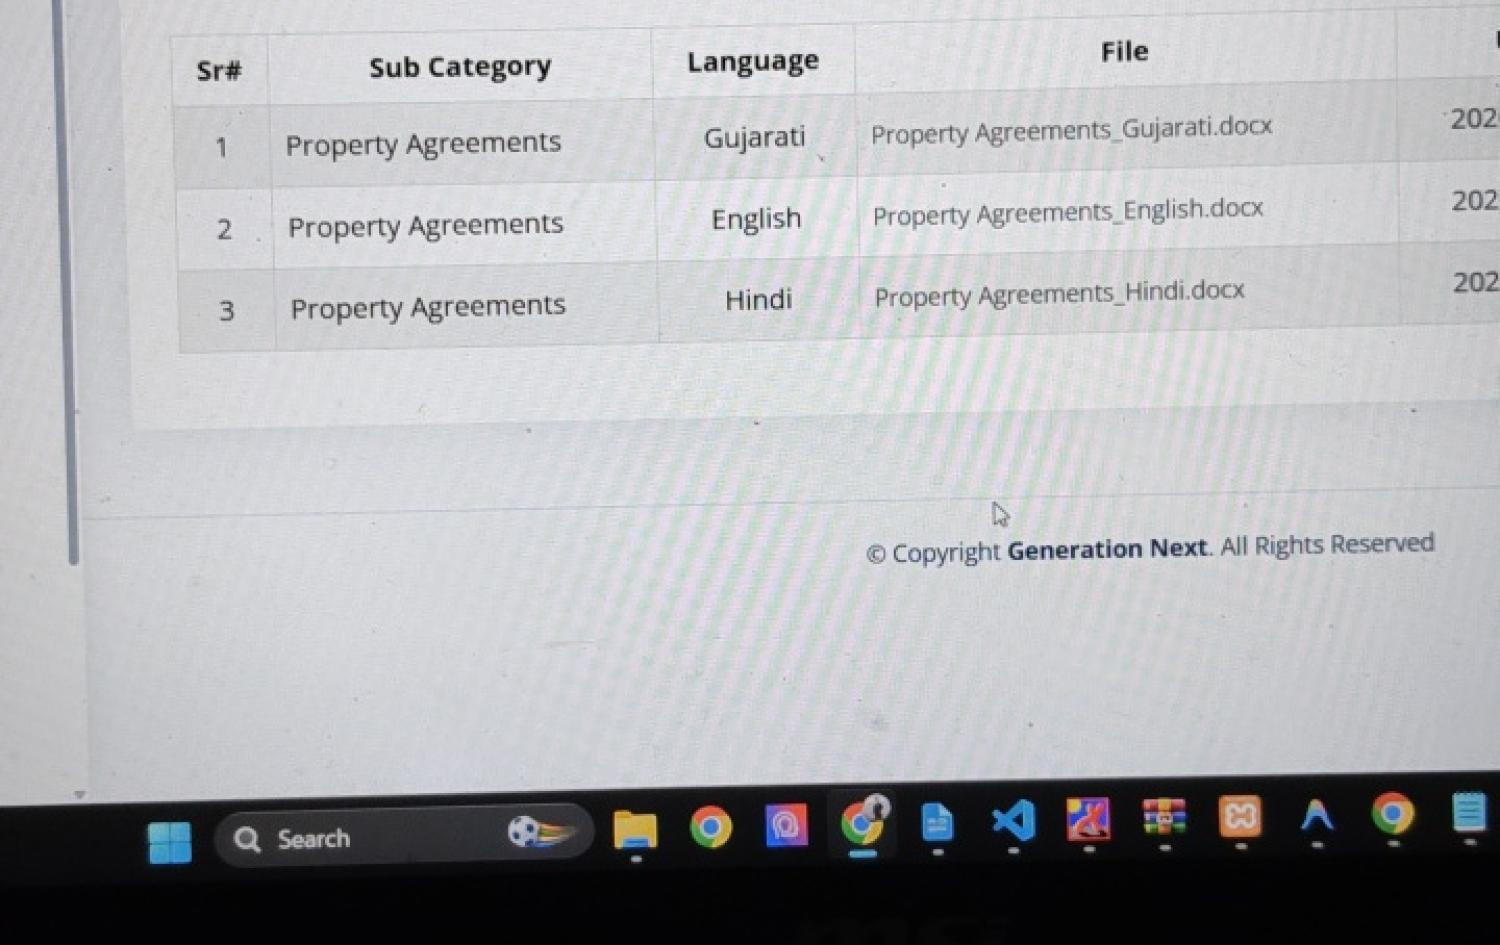 Sr# Sub Category Language File
1 Property Agreements Gujarati Property Agreements_Gujarati.docx 202
2 Property Agreements English Property Agreements_English.docx 202
3 Property Agreements Hindi Property Agreements_Hindi.docx 202
© Copyright Generation Next. All Rights Reserved
Search